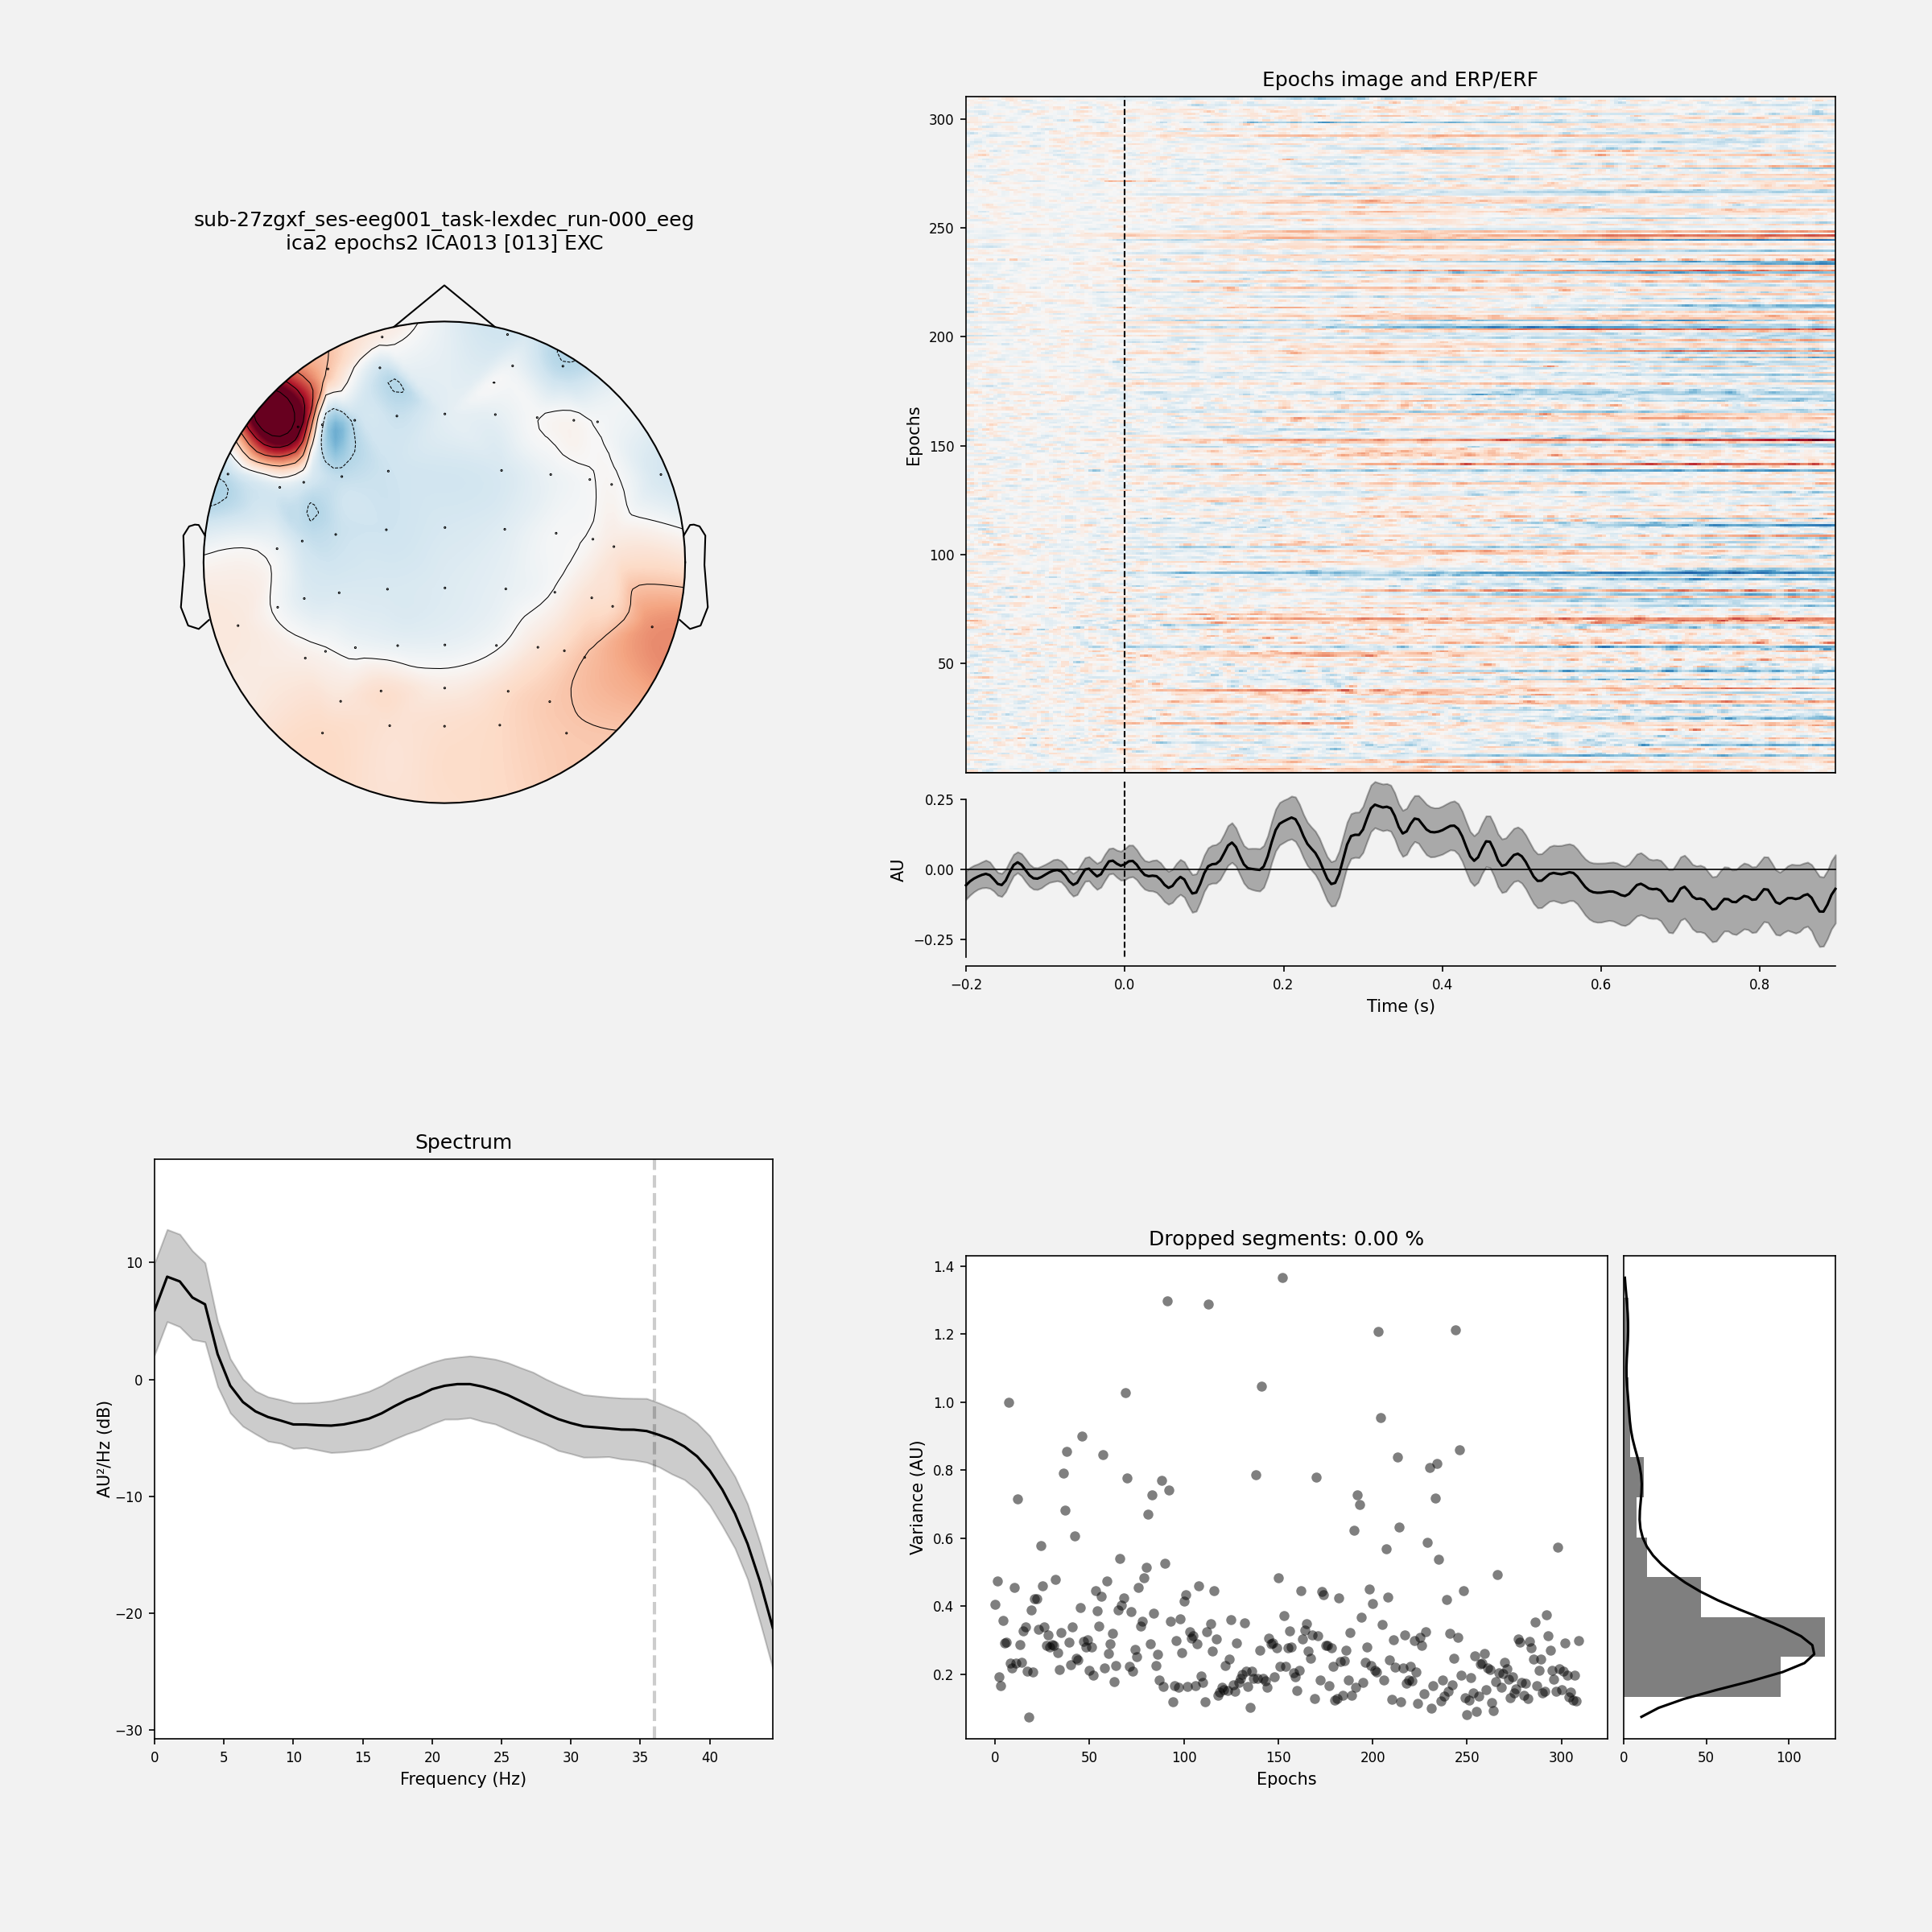 sub-27zgxf_ses-eeg001_task-lexdec_run-000_eeg
ica2 epochs2 ICA013 [013] EXC
Epochs image and ERP/ERF
Epochs
300
250
200
150
100
50
AU
0.25
0.00
−0.25
−0.2 0.0 0.2 0.4 0.6 0.8
Time (s)
Spectrum
AU²/Hz (dB)
10
0
−10
−20
−30
0 5 10 15 20 25 30 35 40
Frequency (Hz)
Dropped segments: 0.00 %
Variance (AU)
1.4
1.2
1.0
0.8
0.6
0.4
0.2
0 50 100 150 200 250 300
Epochs
0 50 100